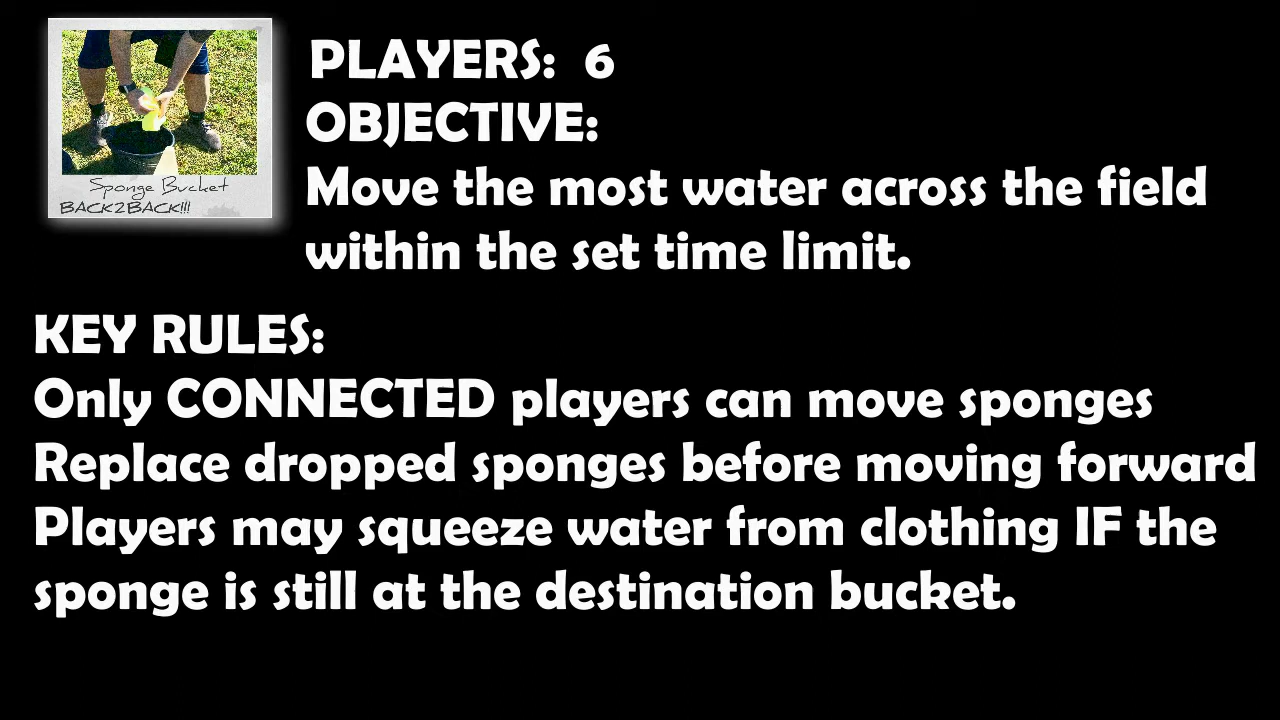 Sponge Bucket
BACK2BACK!!!
PLAYERS: 6
OBJECTIVE:
Move the most water across the field
within the set time limit.
KEY RULES:
Only CONNECTED players can move sponges
Replace dropped sponges before moving forward
Players may squeeze water from clothing IF the
sponge is still at the destination bucket.